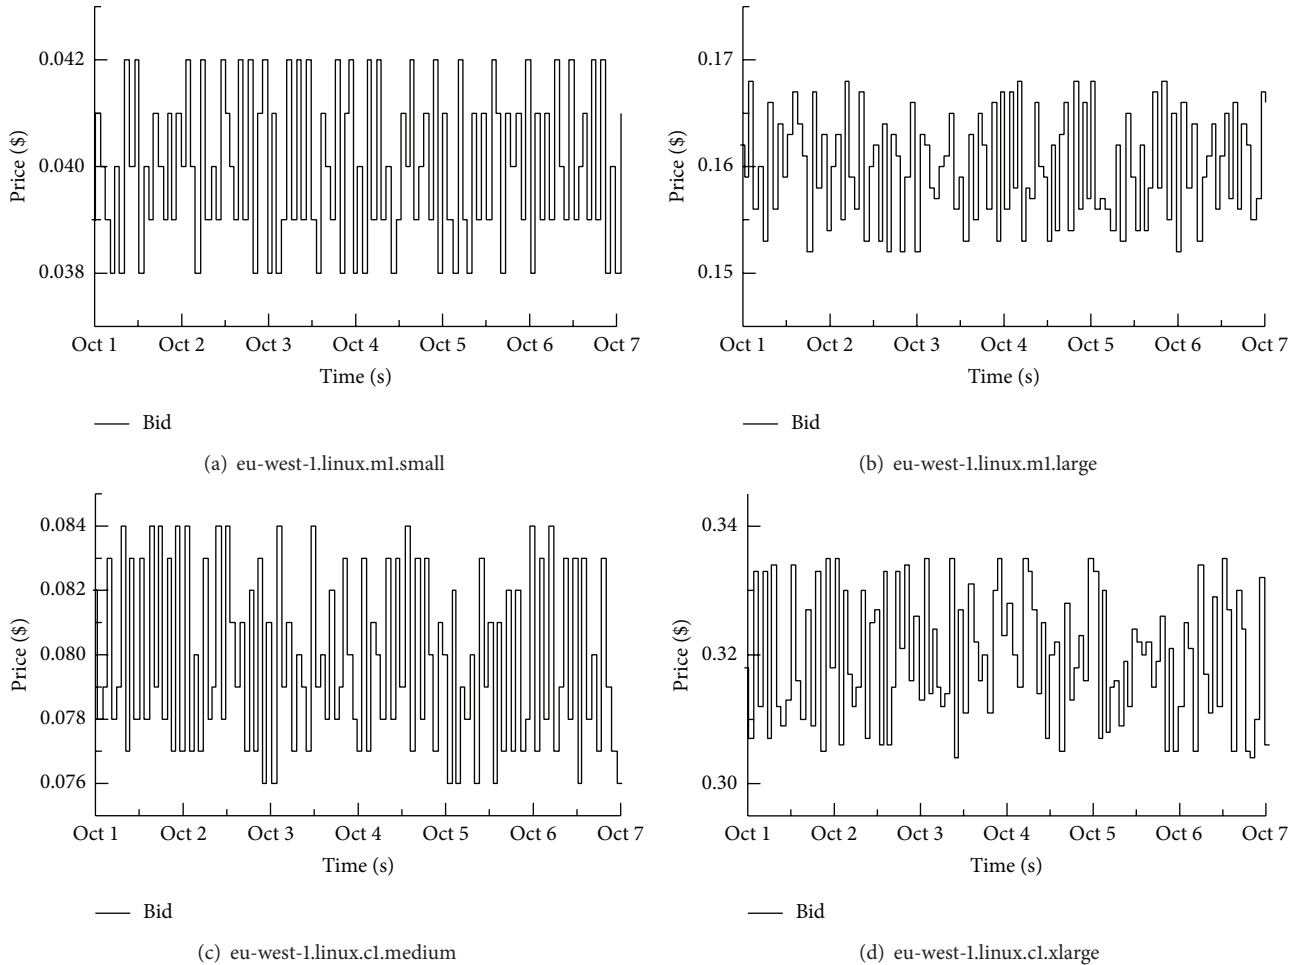 0.042
0.040
0.038
Price ($)
Oct 1 Oct 2 Oct 3 Oct 4 Oct 5 Oct 6 Oct 7
Time (s)
Bid
(a) eu-west-1.linux.m1.small
0.17
0.16
0.15
Price ($)
Oct 1 Oct 2 Oct 3 Oct 4 Oct 5 Oct 6 Oct 7
Time (s)
Bid
(b) eu-west-1.linux.m1.large
0.084
0.082
0.080
0.078
0.076
Price ($)
Oct 1 Oct 2 Oct 3 Oct 4 Oct 5 Oct 6 Oct 7
Time (s)
Bid
(c) eu-west-1.linux.c1.medium
0.34
0.32
0.30
Price ($)
Oct 1 Oct 2 Oct 3 Oct 4 Oct 5 Oct 6 Oct 7
Time (s)
Bid
(d) eu-west-1.linux.c1.xlarge